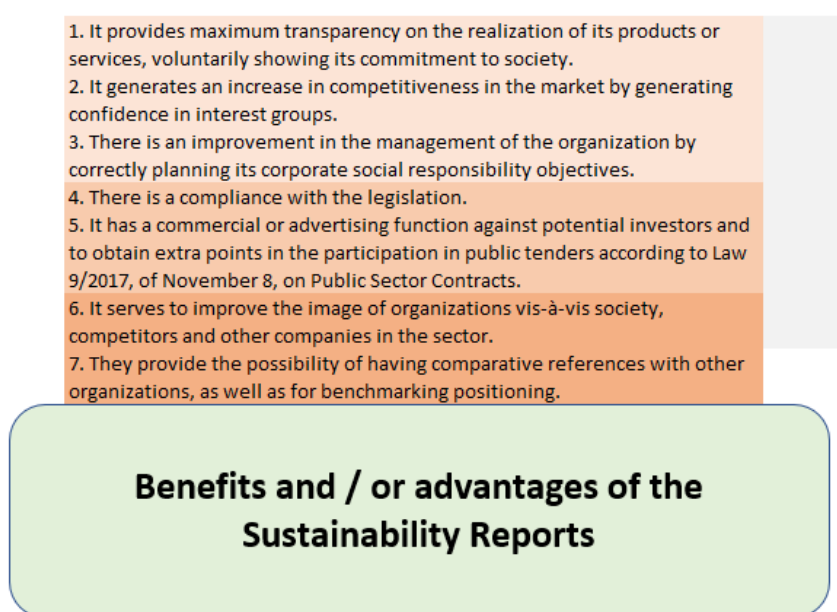 1. It provides maximum transparency on the realization of its products or
services, voluntarily showing its commitment to society.
2. It generates an increase in competitiveness in the market by generating
confidence in interest groups.
3. There is an improvement in the management of the organization by
correctly planning its corporate social responsibility objectives.
4. There is a compliance with the legislation.
5. It has a commercial or advertising function against potential investors and
to obtain extra points in the participation in public tenders according to Law
9/2017, of November 8, on Public Sector Contracts.
6. It serves to improve the image of organizations vis-à-vis society,
competitors and other companies in the sector.
7. They provide the possibility of having comparative references with other
organizations, as well as for benchmarking positioning.
Benefits and / or advantages of the
Sustainability Reports